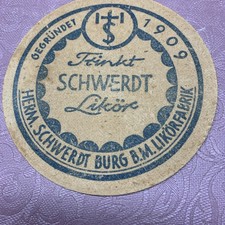 GEGRÜNDET 1909
Trinkt
SCHWERDT
Likör
HERM. SCHWERDT BURG B.M. LIKÖRFABRIK